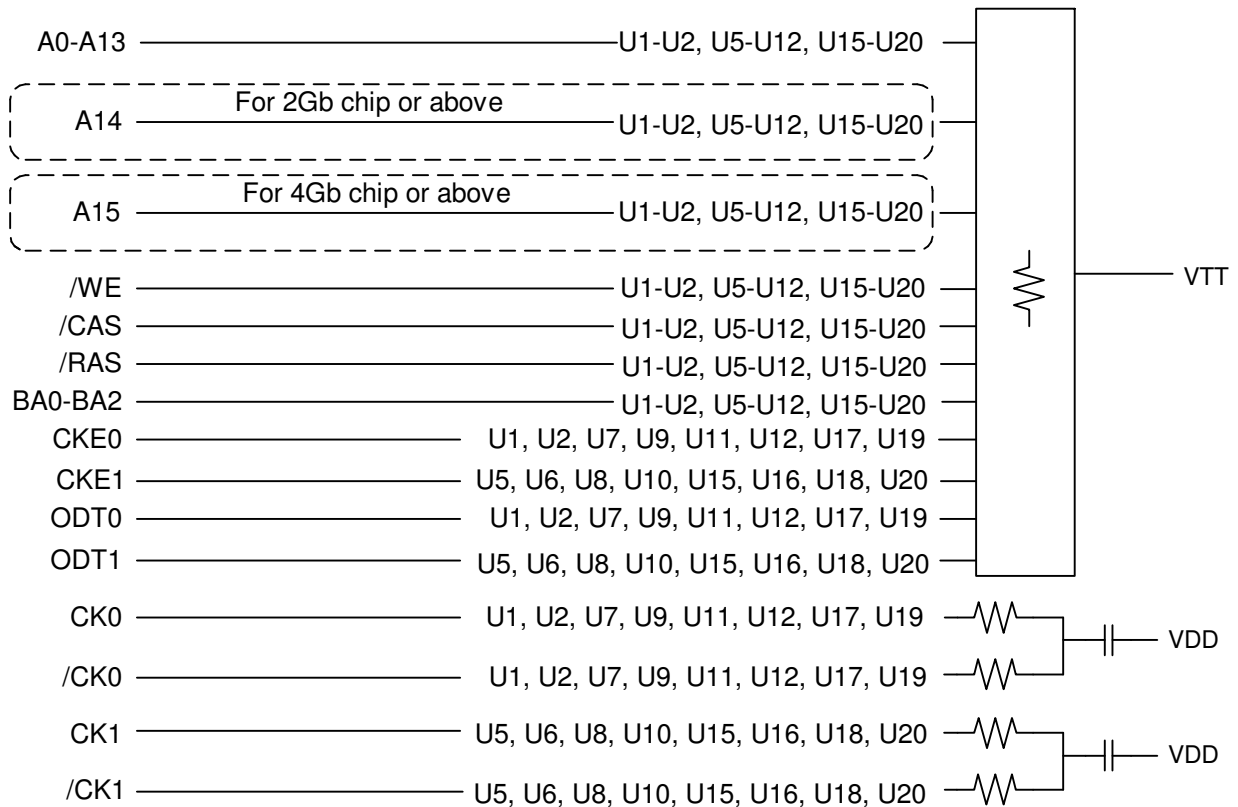 A0-A13 U1-U2, U5-U12, U15-U20
For 2Gb chip or above
A14 U1-U2, U5-U12, U15-U20
For 4Gb chip or above
A15 U1-U2, U5-U12, U15-U20
/WE U1-U2, U5-U12, U15-U20
VTT
/CAS U1-U2, U5-U12, U15-U20
/RAS U1-U2, U5-U12, U15-U20
BA0-BA2 U1-U2, U5-U12, U15-U20
CKE0 U1, U2, U7, U9, U11, U12, U17, U19
CKE1 U5, U6, U8, U10, U15, U16, U18, U20
ODT0 U1, U2, U7, U9, U11, U12, U17, U19
ODT1 U5, U6, U8, U10, U15, U16, U18, U20
CK0 U1, U2, U7, U9, U11, U12, U17, U19
VDD
/CK0 U1, U2, U7, U9, U11, U12, U17, U19
CK1 U5, U6, U8, U10, U15, U16, U18, U20
VDD
/CK1 U5, U6, U8, U10, U15, U16, U18, U20